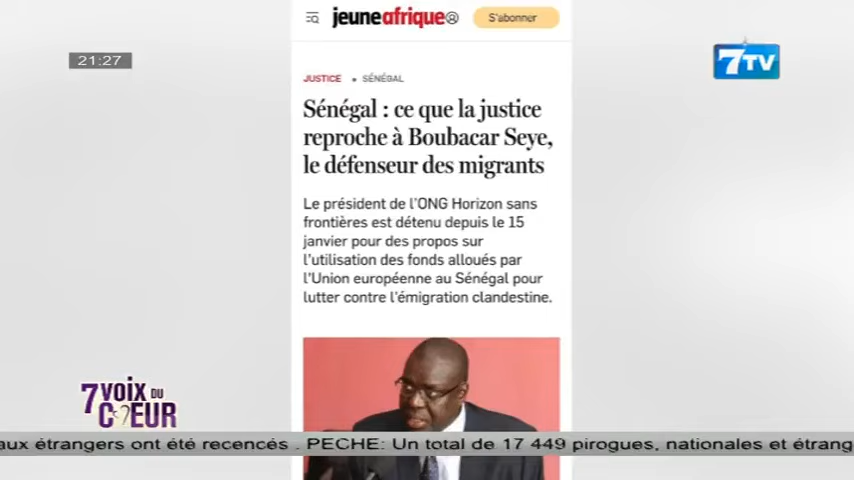 jeuneafrique
S'abonner
21:27
7TV
JUSTICE • SÉNÉGAL
Sénégal : ce que la justice
reproche à Boubacar Seye,
le défenseur des migrants
Le président de l'ONG Horizon sans
frontières est détenu depuis le 15
janvier pour des propos sur
l'utilisation des fonds alloués par
l'Union européenne au Sénégal pour
lutter contre l'émigration clandestine.
7 VOIX DU
CŒUR
aux étrangers ont été recencés . PECHE: Un total de 17 449 pirogues, nationales et étrang